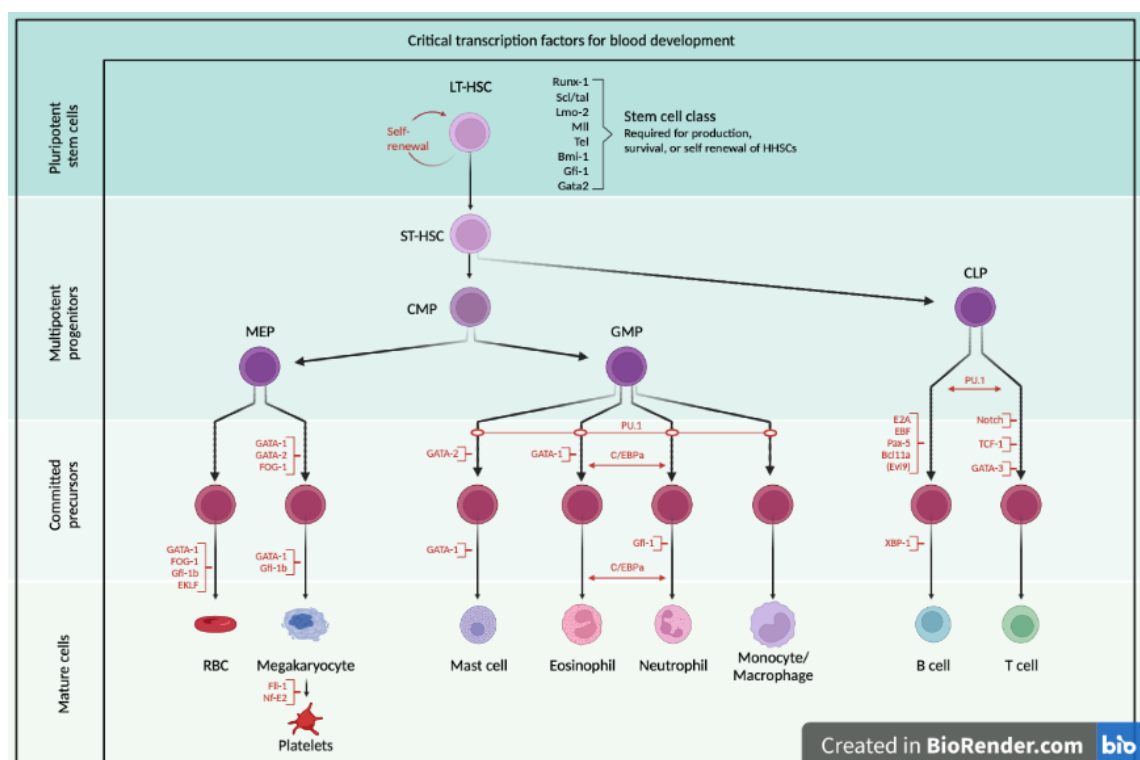 Critical transcription factors for blood development
Pluripotent
stem cells
LT-HSC
Self-
renewal
Runx-1
Scl/tal
Lmo-2
Mll
Tel
Bmi-1
Gfi-1
Gata2
Stem cell class
Required for production,
survival, or self renewal of HHSCs
Multipotent
progenitors
ST-HSC
CMP
CLP
MEP
GMP
PU.1
Committed
precursors
GATA-1
GATA-2
FOG-1
GATA-2
GATA-1
PU.1
C/EBPa
E2A
EBF
Pax-5
Bcl11a
(Evi9)
Notch
TCF-1
GATA-3
GATA-1
FOG-1
Gfi-1b
EKLF
GATA-1
Gfi-1b
GATA-1
Gfi-1
C/EBPa
XBP-1
Mature cells
RBC
Megakaryocyte
Mast cell
Eosinophil
Neutrophil
Monocyte/
Macrophage
B cell
T cell
Fli-1
Nf-E2
Platelets
Created in BioRender.com bio